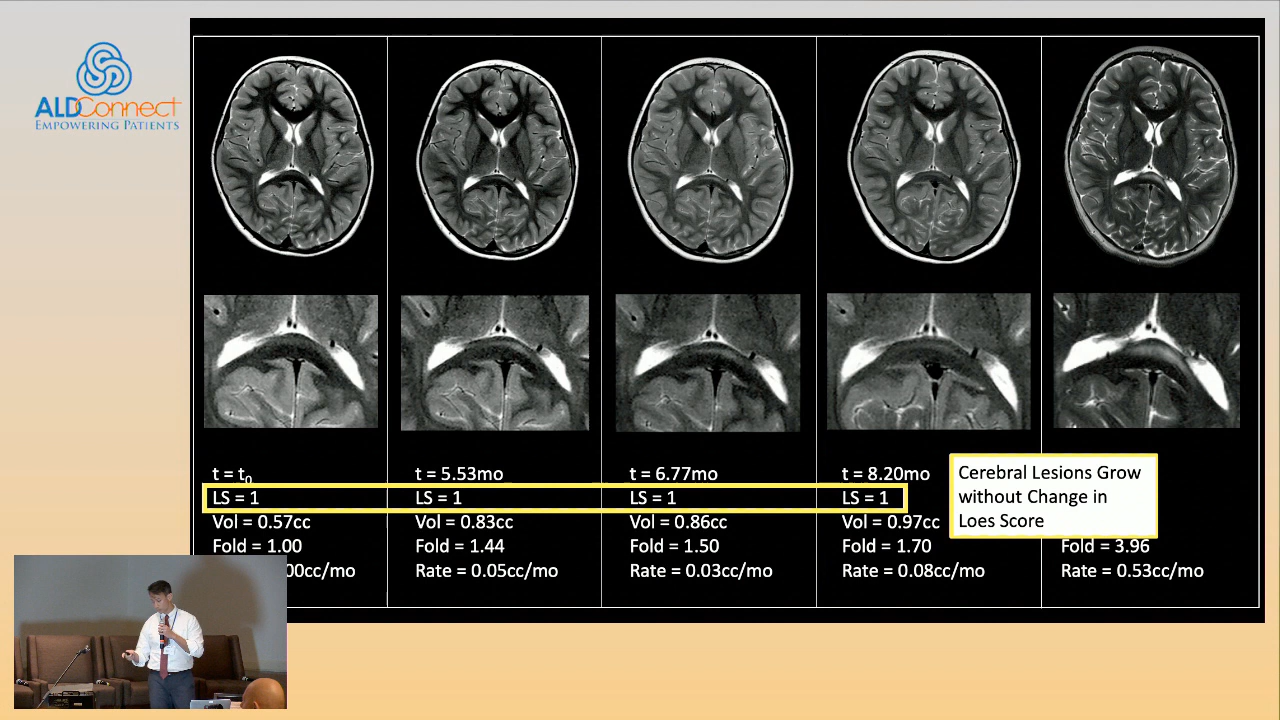 ALDConnect
EMPOWERING PATIENTS
t = t0
LS = 1
Vol = 0.57cc
Fold = 1.00
00cc/mo
t = 5.53mo
LS = 1
Vol = 0.83cc
Fold = 1.44
Rate = 0.05cc/mo
t = 6.77mo
LS = 1
Vol = 0.86cc
Fold = 1.50
Rate = 0.03cc/mo
t = 8.20mo
LS = 1
Vol = 0.97cc
Fold = 1.70
Rate = 0.08cc/mo
Cerebral Lesions Grow
without Change in
Loes Score
Fold = 3.96
Rate = 0.53cc/mo